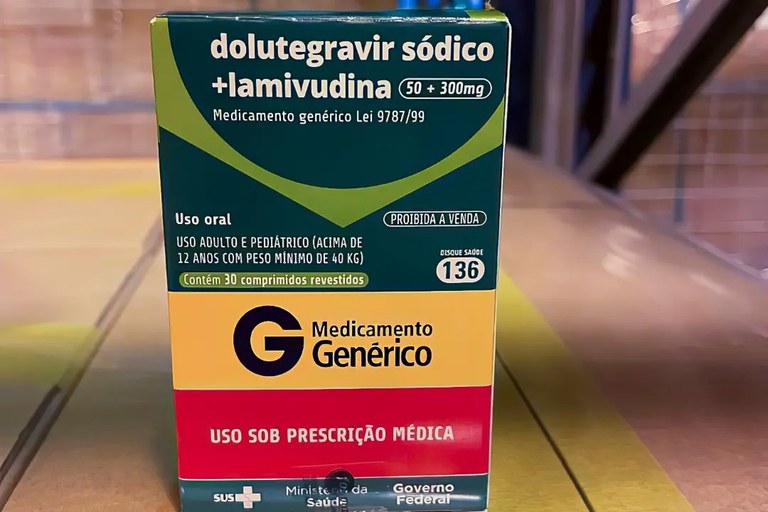 dolutegravir sódico
+lamivudina 50 + 300mg
Medicamento genérico Lei 9787/99
Uso oral
PROIBIDA A VENDA
USO ADULTO E PEDIÁTRICO (ACIMA DE
12 ANOS COM PESO MÍNIMO DE 40 KG)
DISQUE SAÚDE
136
Contém 30 comprimidos revestidos
G Medicamento
Genérico
USO SOB PRESCRIÇÃO MÉDICA
SUS
da
Saúde
Governo
Federal